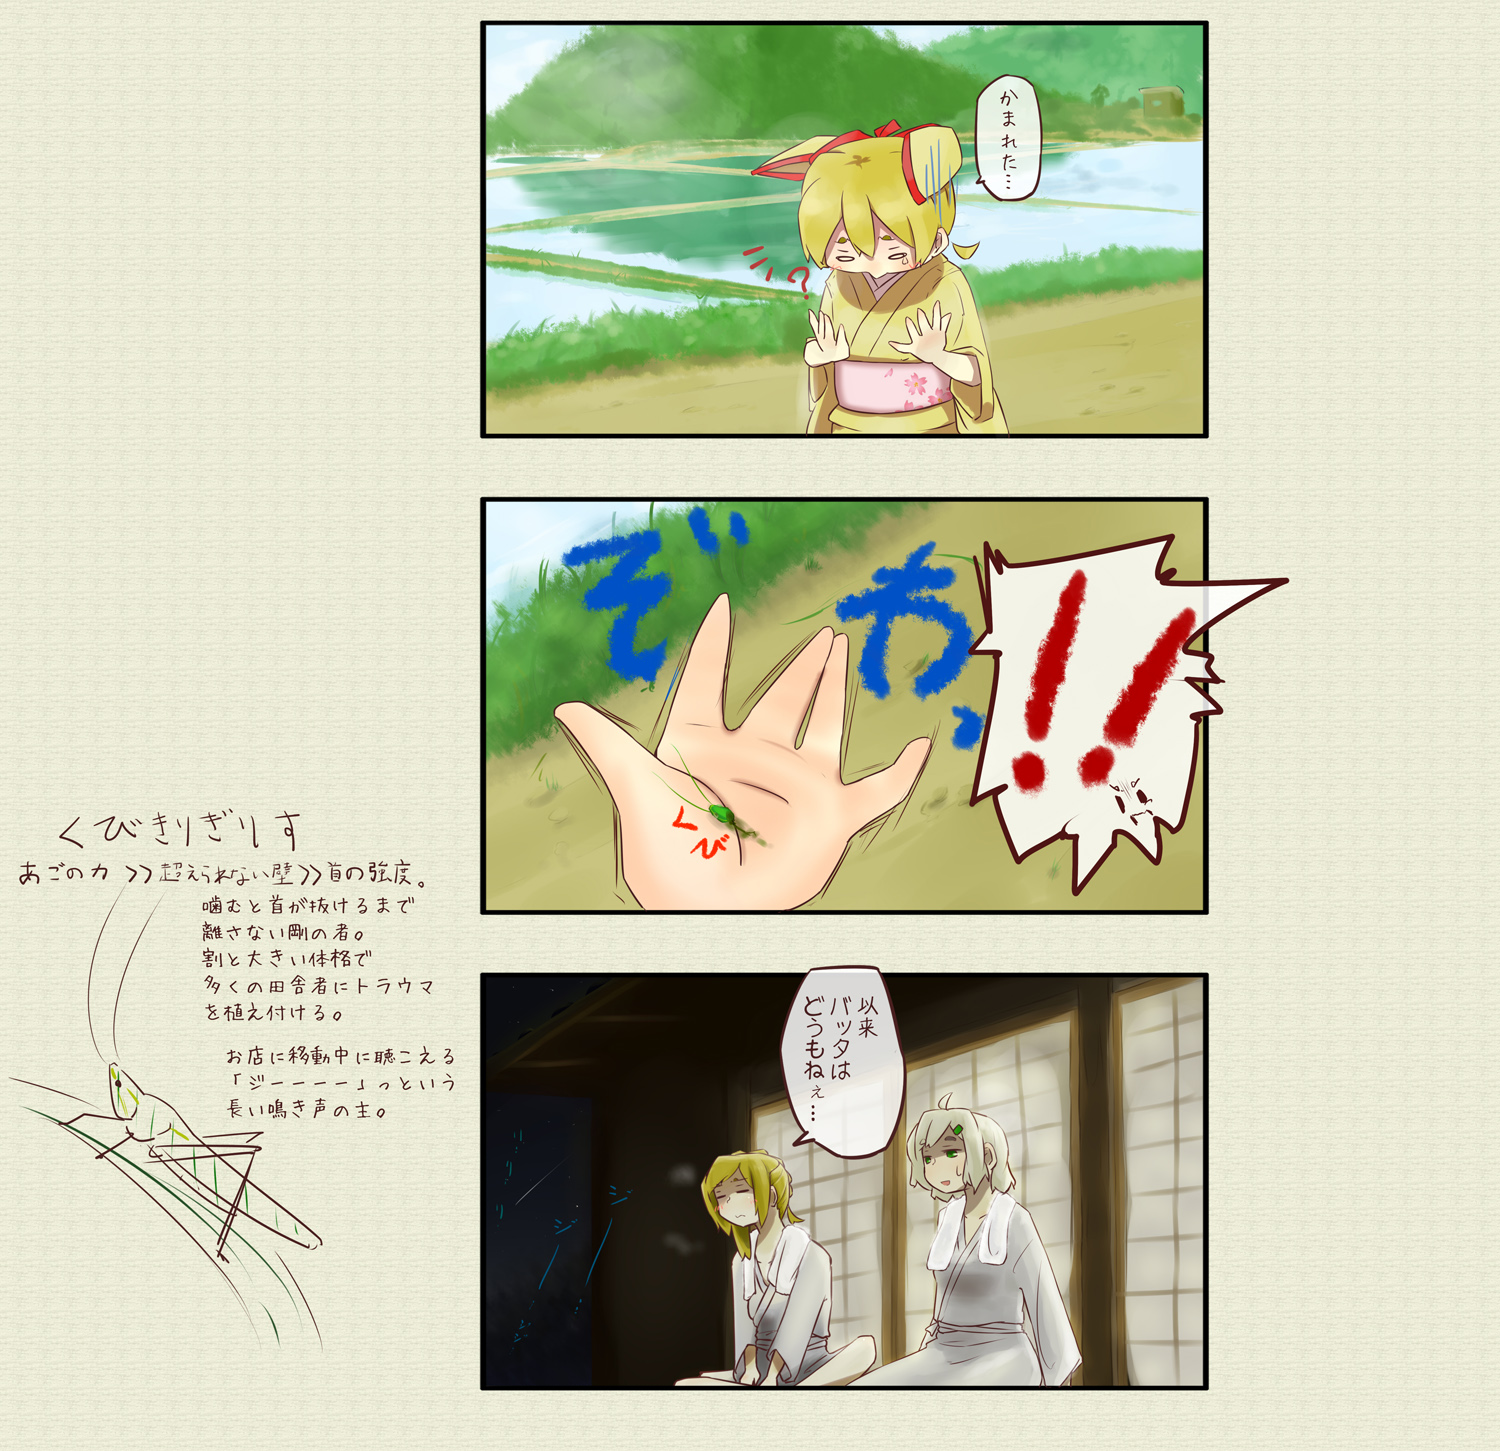 かまれた…
？
ぞわっ
！！
くび
くびきりぎりす
あごの力 >> 超えられない壁 >> 首の強度。
噛むと首が抜けるまで
離さない剛の者。
割と大きい体格で
多くの田舎者にトラウマ
を植え付ける。
お店に移動中に聴こえる
「ジーーーー」っという
長い鳴き声の主。
以来
バッタは
どうもねぇ…
ジ
ジ